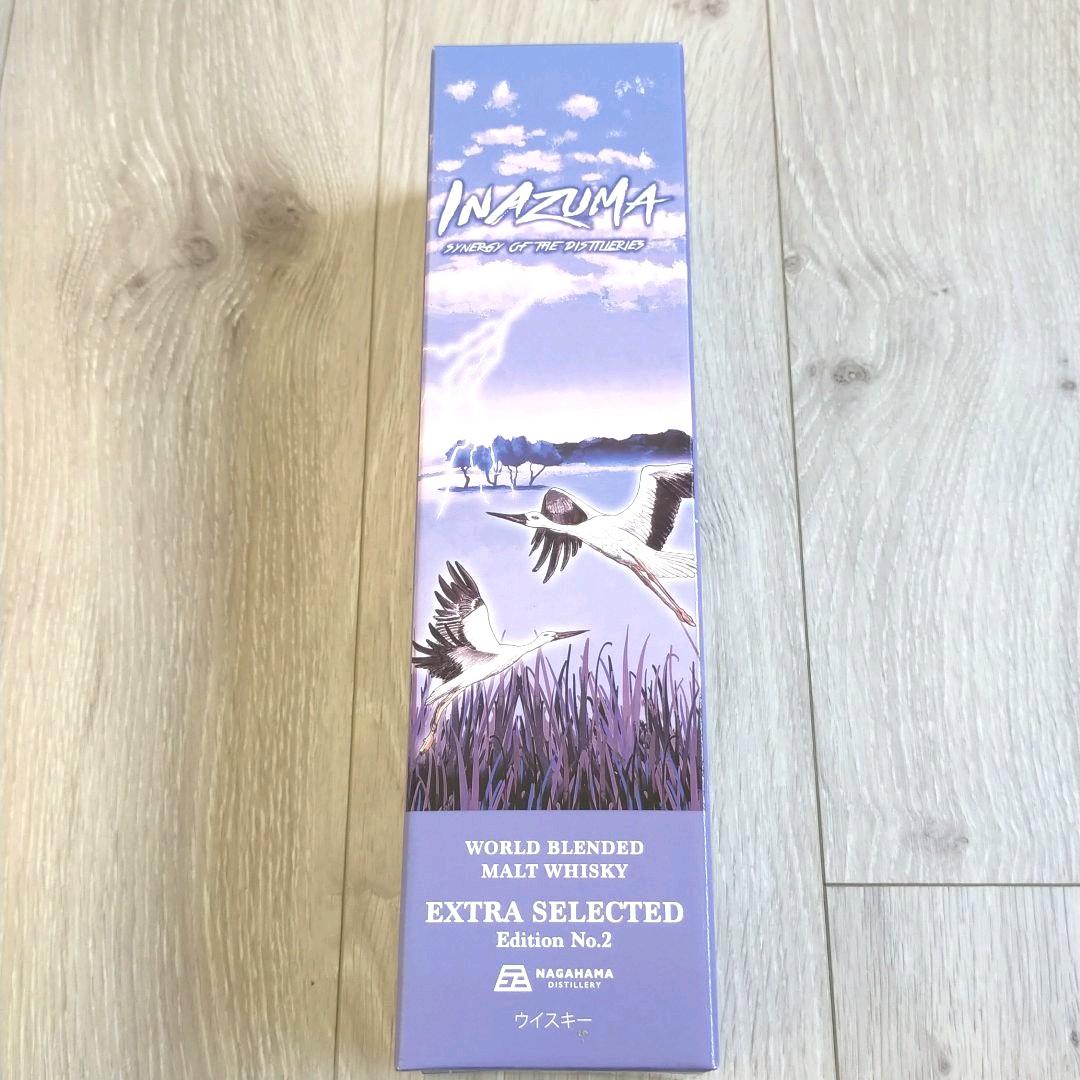 INAZUMA
SYNERGY OF THE DISTILLERIES
WORLD BLENDED
MALT WHISKY
EXTRA SELECTED
Edition No.2
NAGAHAMA
DISTILLERY
ウイスキー